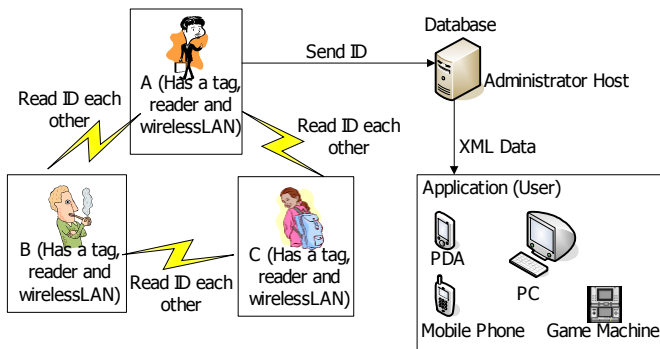 Database
Send ID
Administrator Host
A (Has a tag,
reader and
wirelessLAN)
Read ID each
other
Read ID each
other
XML Data
B (Has a tag,
reader and
wirelessLAN)
Read ID each
other
C (Has a tag,
reader and
wirelessLAN)
Application (User)
PDA
PC
Mobile Phone
Game Machine